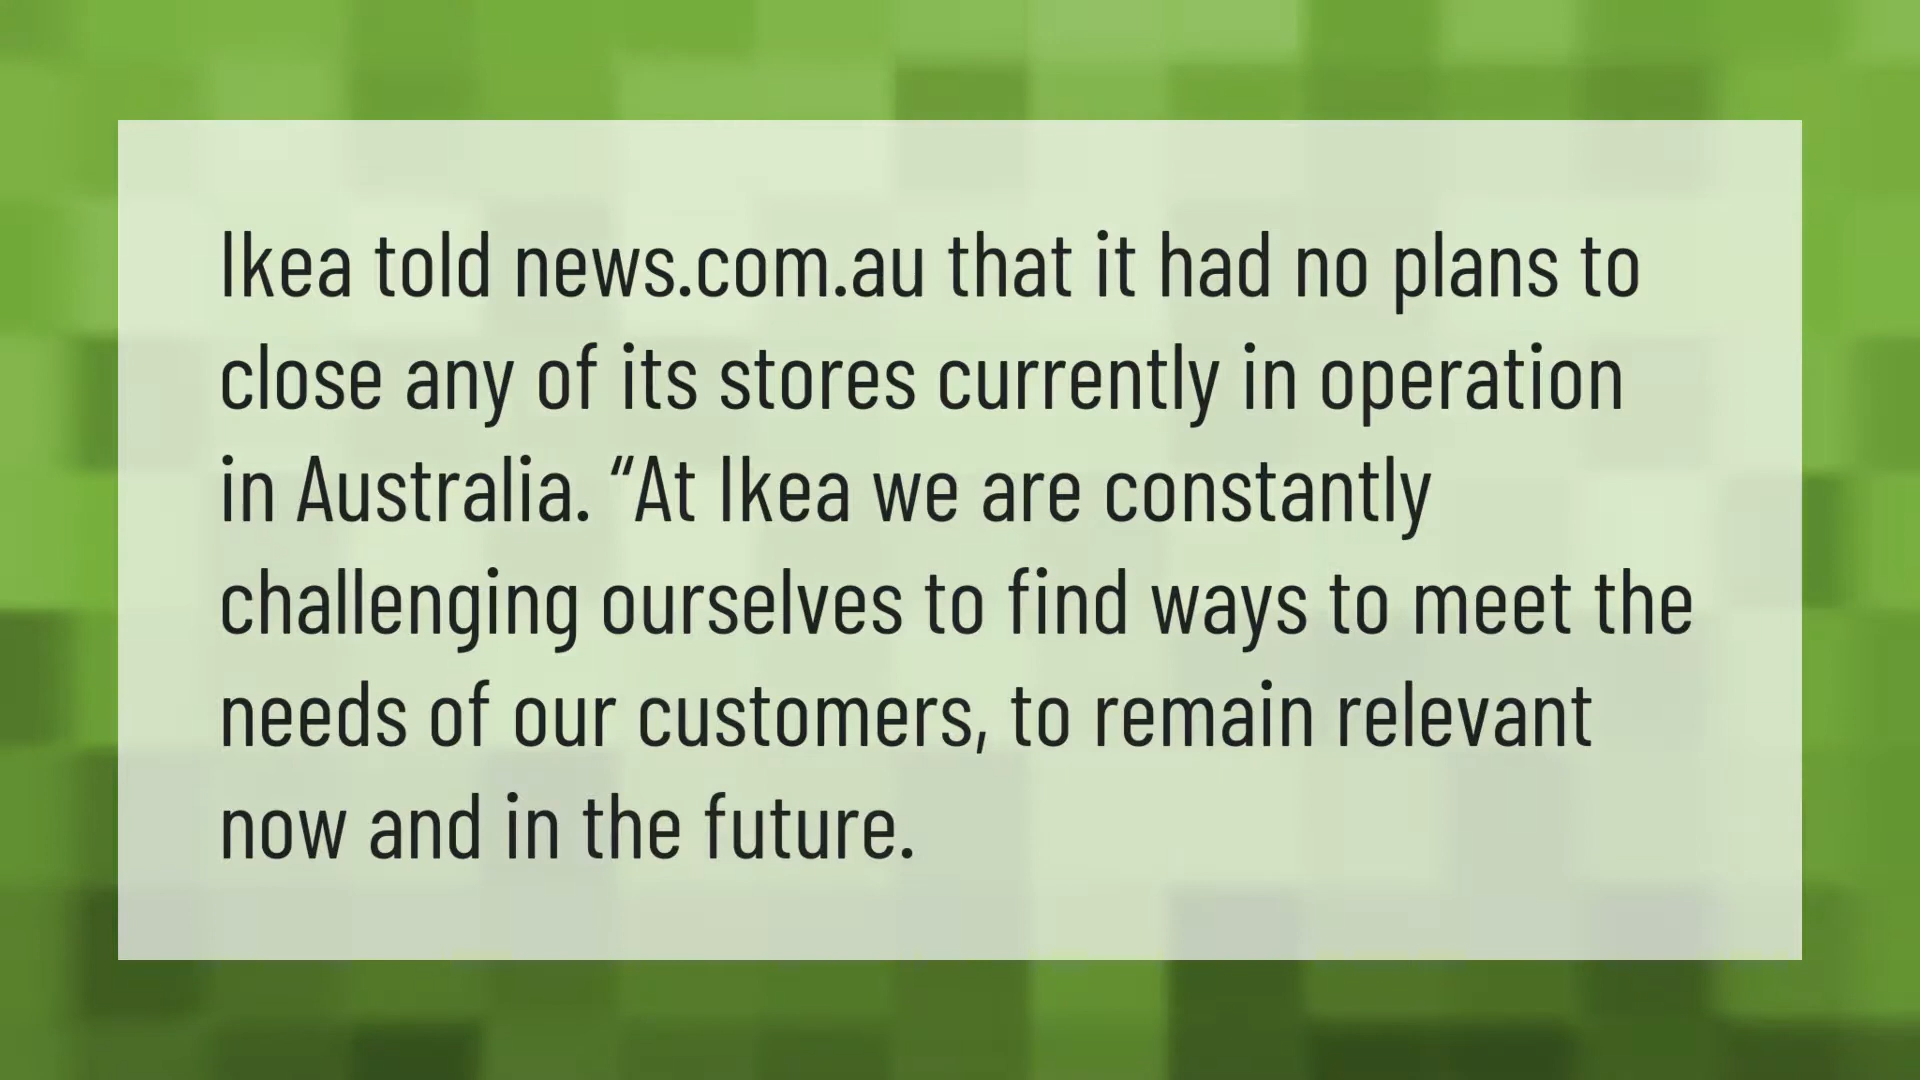 Ikea told news.com.au that it had no plans to
close any of its stores currently in operation
in Australia. “At Ikea we are constantly
challenging ourselves to find ways to meet the
needs of our customers, to remain relevant
now and in the future.